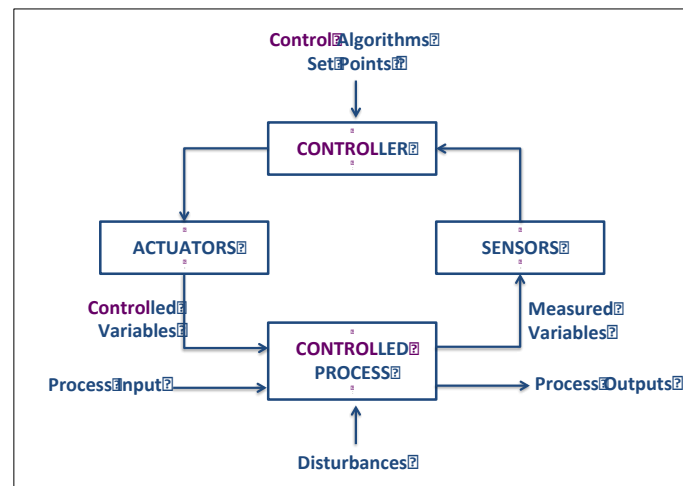 Control Algorithms
Set Points
CONTROLLER
ACTUATORS
SENSORS
Controlled
Variables
Measured
Variables
CONTROLLED
PROCESS
Process Input
Process Outputs
Disturbances